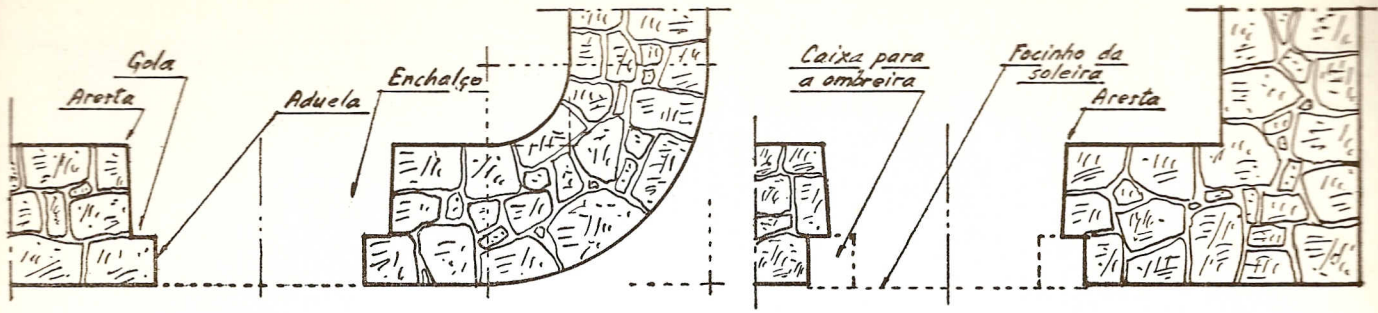 Gola
Aresta
Aduela
Enchalço
Caixa para
a ombreira
Focinho da
soleira
Aresta